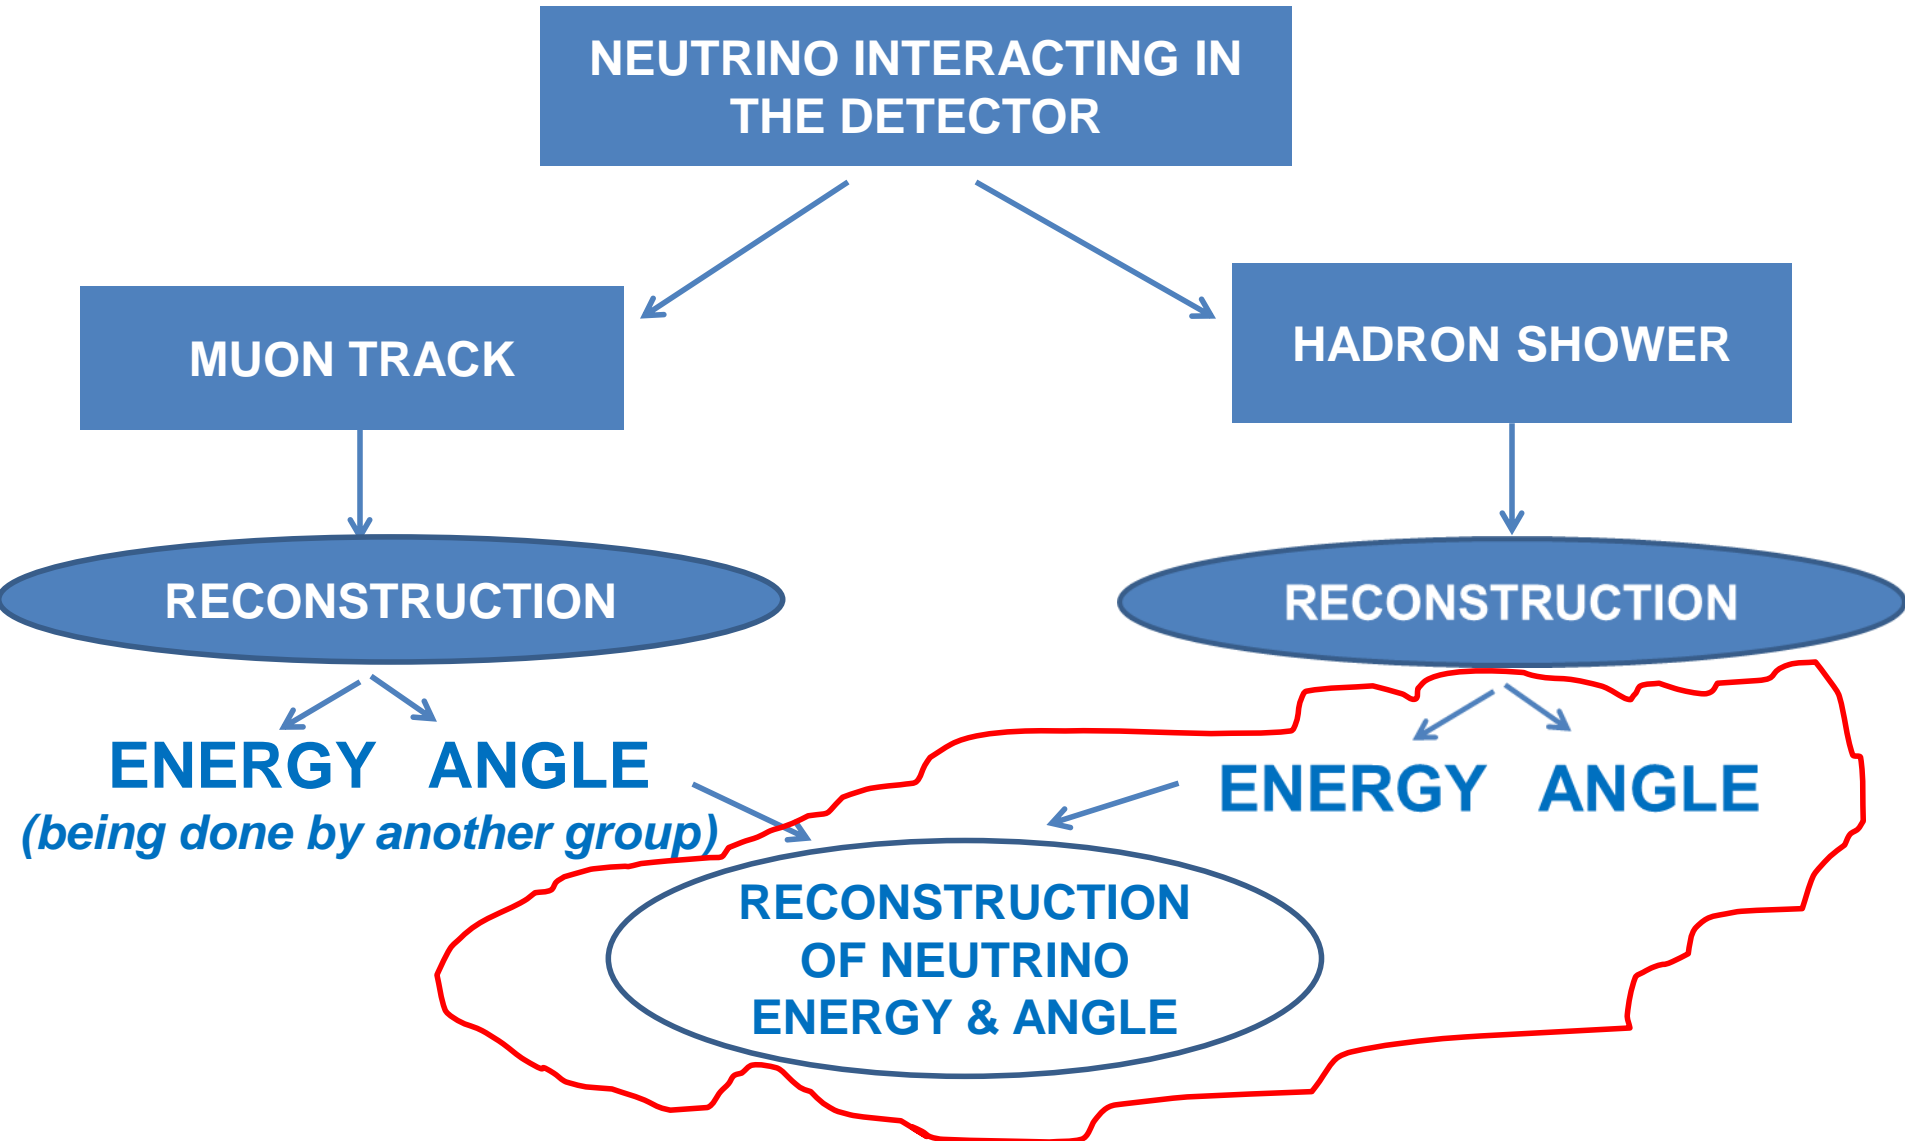 NEUTRINO INTERACTING IN
THE DETECTOR
MUON TRACK
HADRON SHOWER
RECONSTRUCTION
RECONSTRUCTION
ENERGY ANGLE
(being done by another group)
ENERGY ANGLE
RECONSTRUCTION
OF NEUTRINO
ENERGY & ANGLE